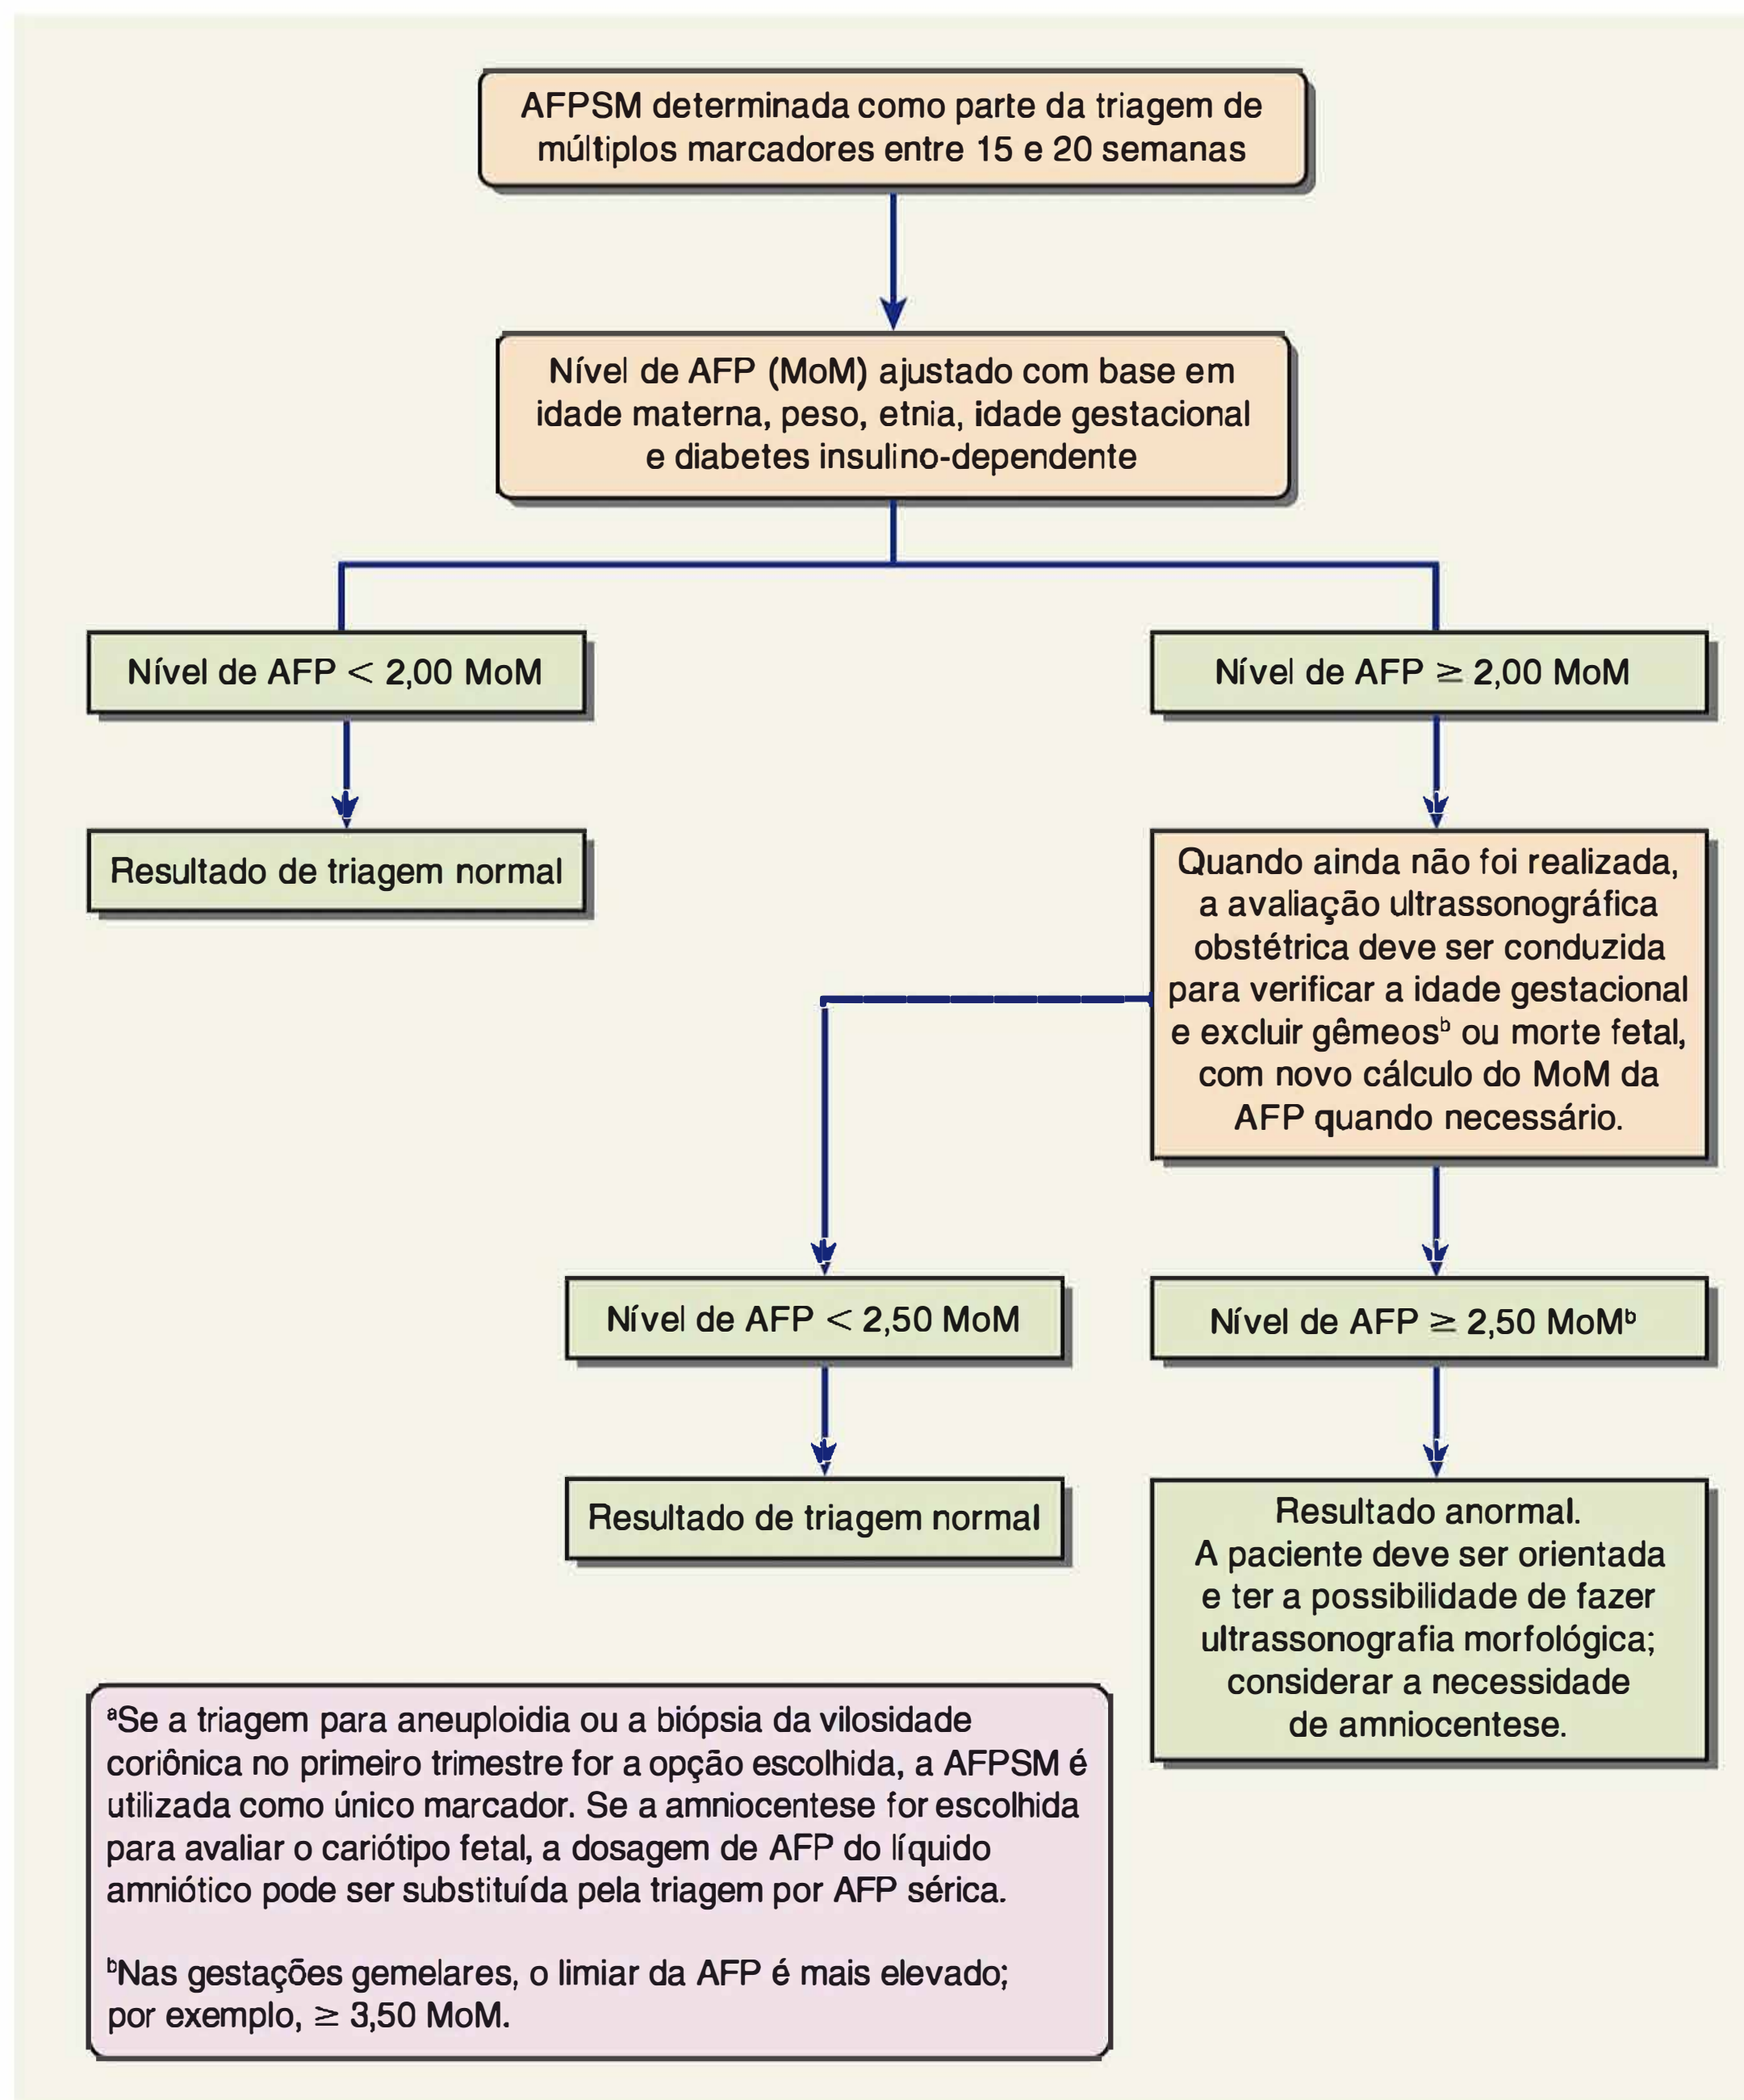 AFPSM determinada como parte da triagem de
múltiplos marcadores entre 15 e 20 semanas
Nível de AFP (MoM) ajustado com base em
idade materna, peso, etnia, idade gestacional
e diabetes insulino-dependente
Nível de AFP < 2,00 MoM
Nível de AFP ≥ 2,00 MoM
Resultado de triagem normal
Quando ainda não foi realizada,
a avaliação ultrassonográfica
obstétrica deve ser conduzida
para verificar a idade gestacional
e excluir gêmeosᵇ ou morte fetal,
com novo cálculo do MoM da
AFP quando necessário.
Nível de AFP < 2,50 MoM
Nível de AFP ≥ 2,50 MoMᵇ
Resultado de triagem normal
Resultado anormal.
A paciente deve ser orientada
e ter a possibilidade de fazer
ultrassonografia morfológica;
considerar a necessidade
de amniocentese.
ᵃSe a triagem para aneuploidia ou a biópsia da vilosidade
coriônica no primeiro trimestre for a opção escolhida, a AFPSM é
utilizada como único marcador. Se a amniocentese for escolhida
para avaliar o cariótipo fetal, a dosagem de AFP do líquido
amniótico pode ser substituída pela triagem por AFP sérica.
ᵇNas gestações gemelares, o limiar da AFP é mais elevado;
por exemplo, ≥ 3,50 MoM.